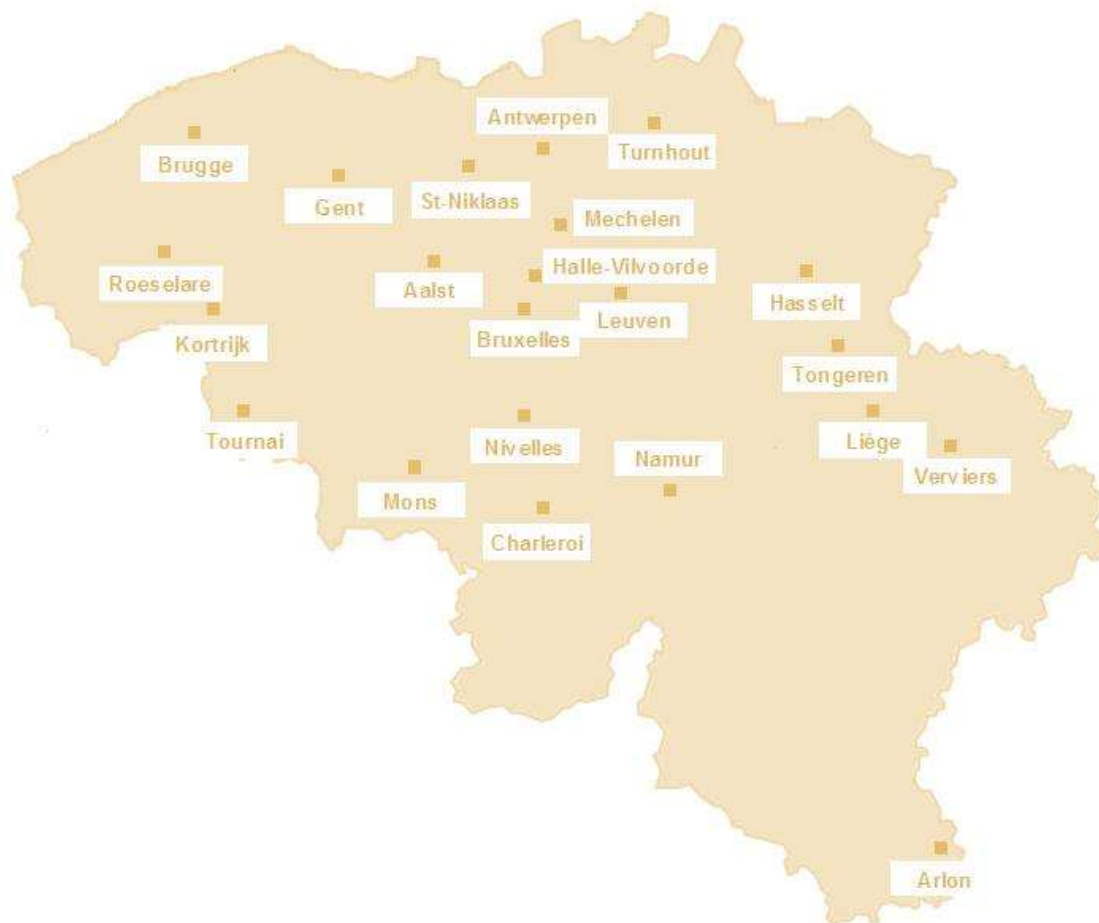 Antwerpen
Turnhout
Brugge
St-Niklaas
Gent
Mechelen
Halle-Vilvoorde
Roeselare
Aalst
Hasselt
Leuven
Bruxelles
Kortrijk
Tongeren
Tournai
Liège
Nivelles
Namur
Verviers
Mons
Charleroi
Arlon